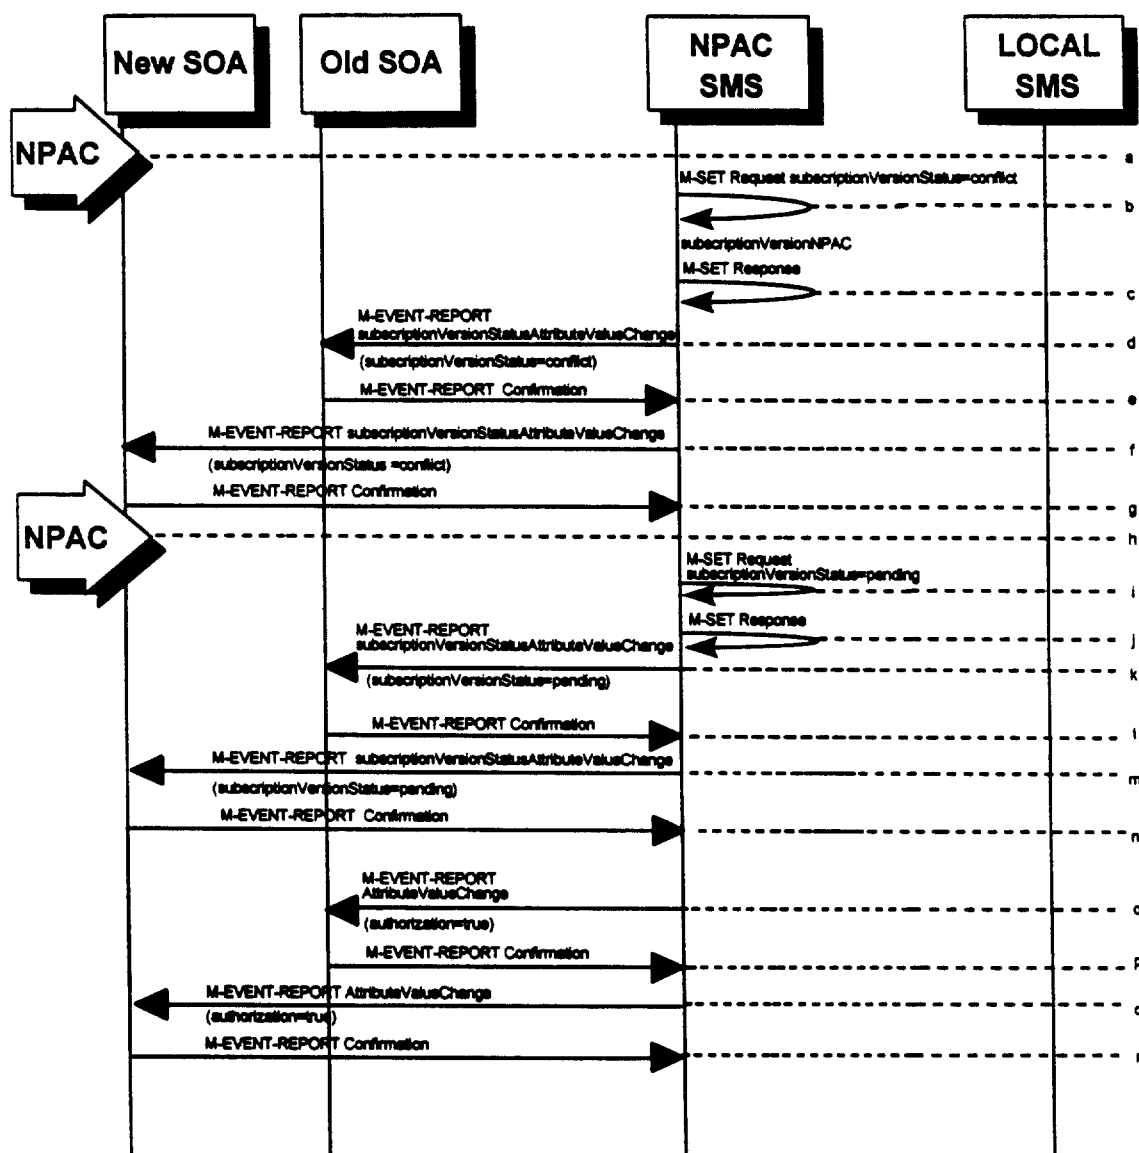 New SOA
Old SOA
NPAC
SMS
LOCAL
SMS
NPAC
a
M-SET Request subscriptionVersionStatus=conflict
b
subscriptionVersionNPAC
M-SET Response
c
M-EVENT-REPORT
subscriptionVersionStatusAttributeValueChange
d
(subscriptionVersionStatus=conflict)
M-EVENT-REPORT Confirmation
e
M-EVENT-REPORT subscriptionVersionStatusAttributeValueChange
f
(subscriptionVersionStatus =conflict)
M-EVENT-REPORT Confirmation
g
NPAC
h
M-SET Request
subscriptionVersionStatus=pending
i
M-SET Response
j
M-EVENT-REPORT
subscriptionVersionStatusAttributeValueChange
k
(subscriptionVersionStatus=pending)
M-EVENT-REPORT Confirmation
l
M-EVENT-REPORT subscriptionVersionStatusAttributeValueChange
m
(subscriptionVersionStatus=pending)
M-EVENT-REPORT Confirmation
n
M-EVENT-REPORT
AttributeValueChange
o
(authorization=true)
M-EVENT-REPORT Confirmation
p
M-EVENT-REPORT AttributeValueChange
q
(authorization=true)
M-EVENT-REPORT Confirmation
r